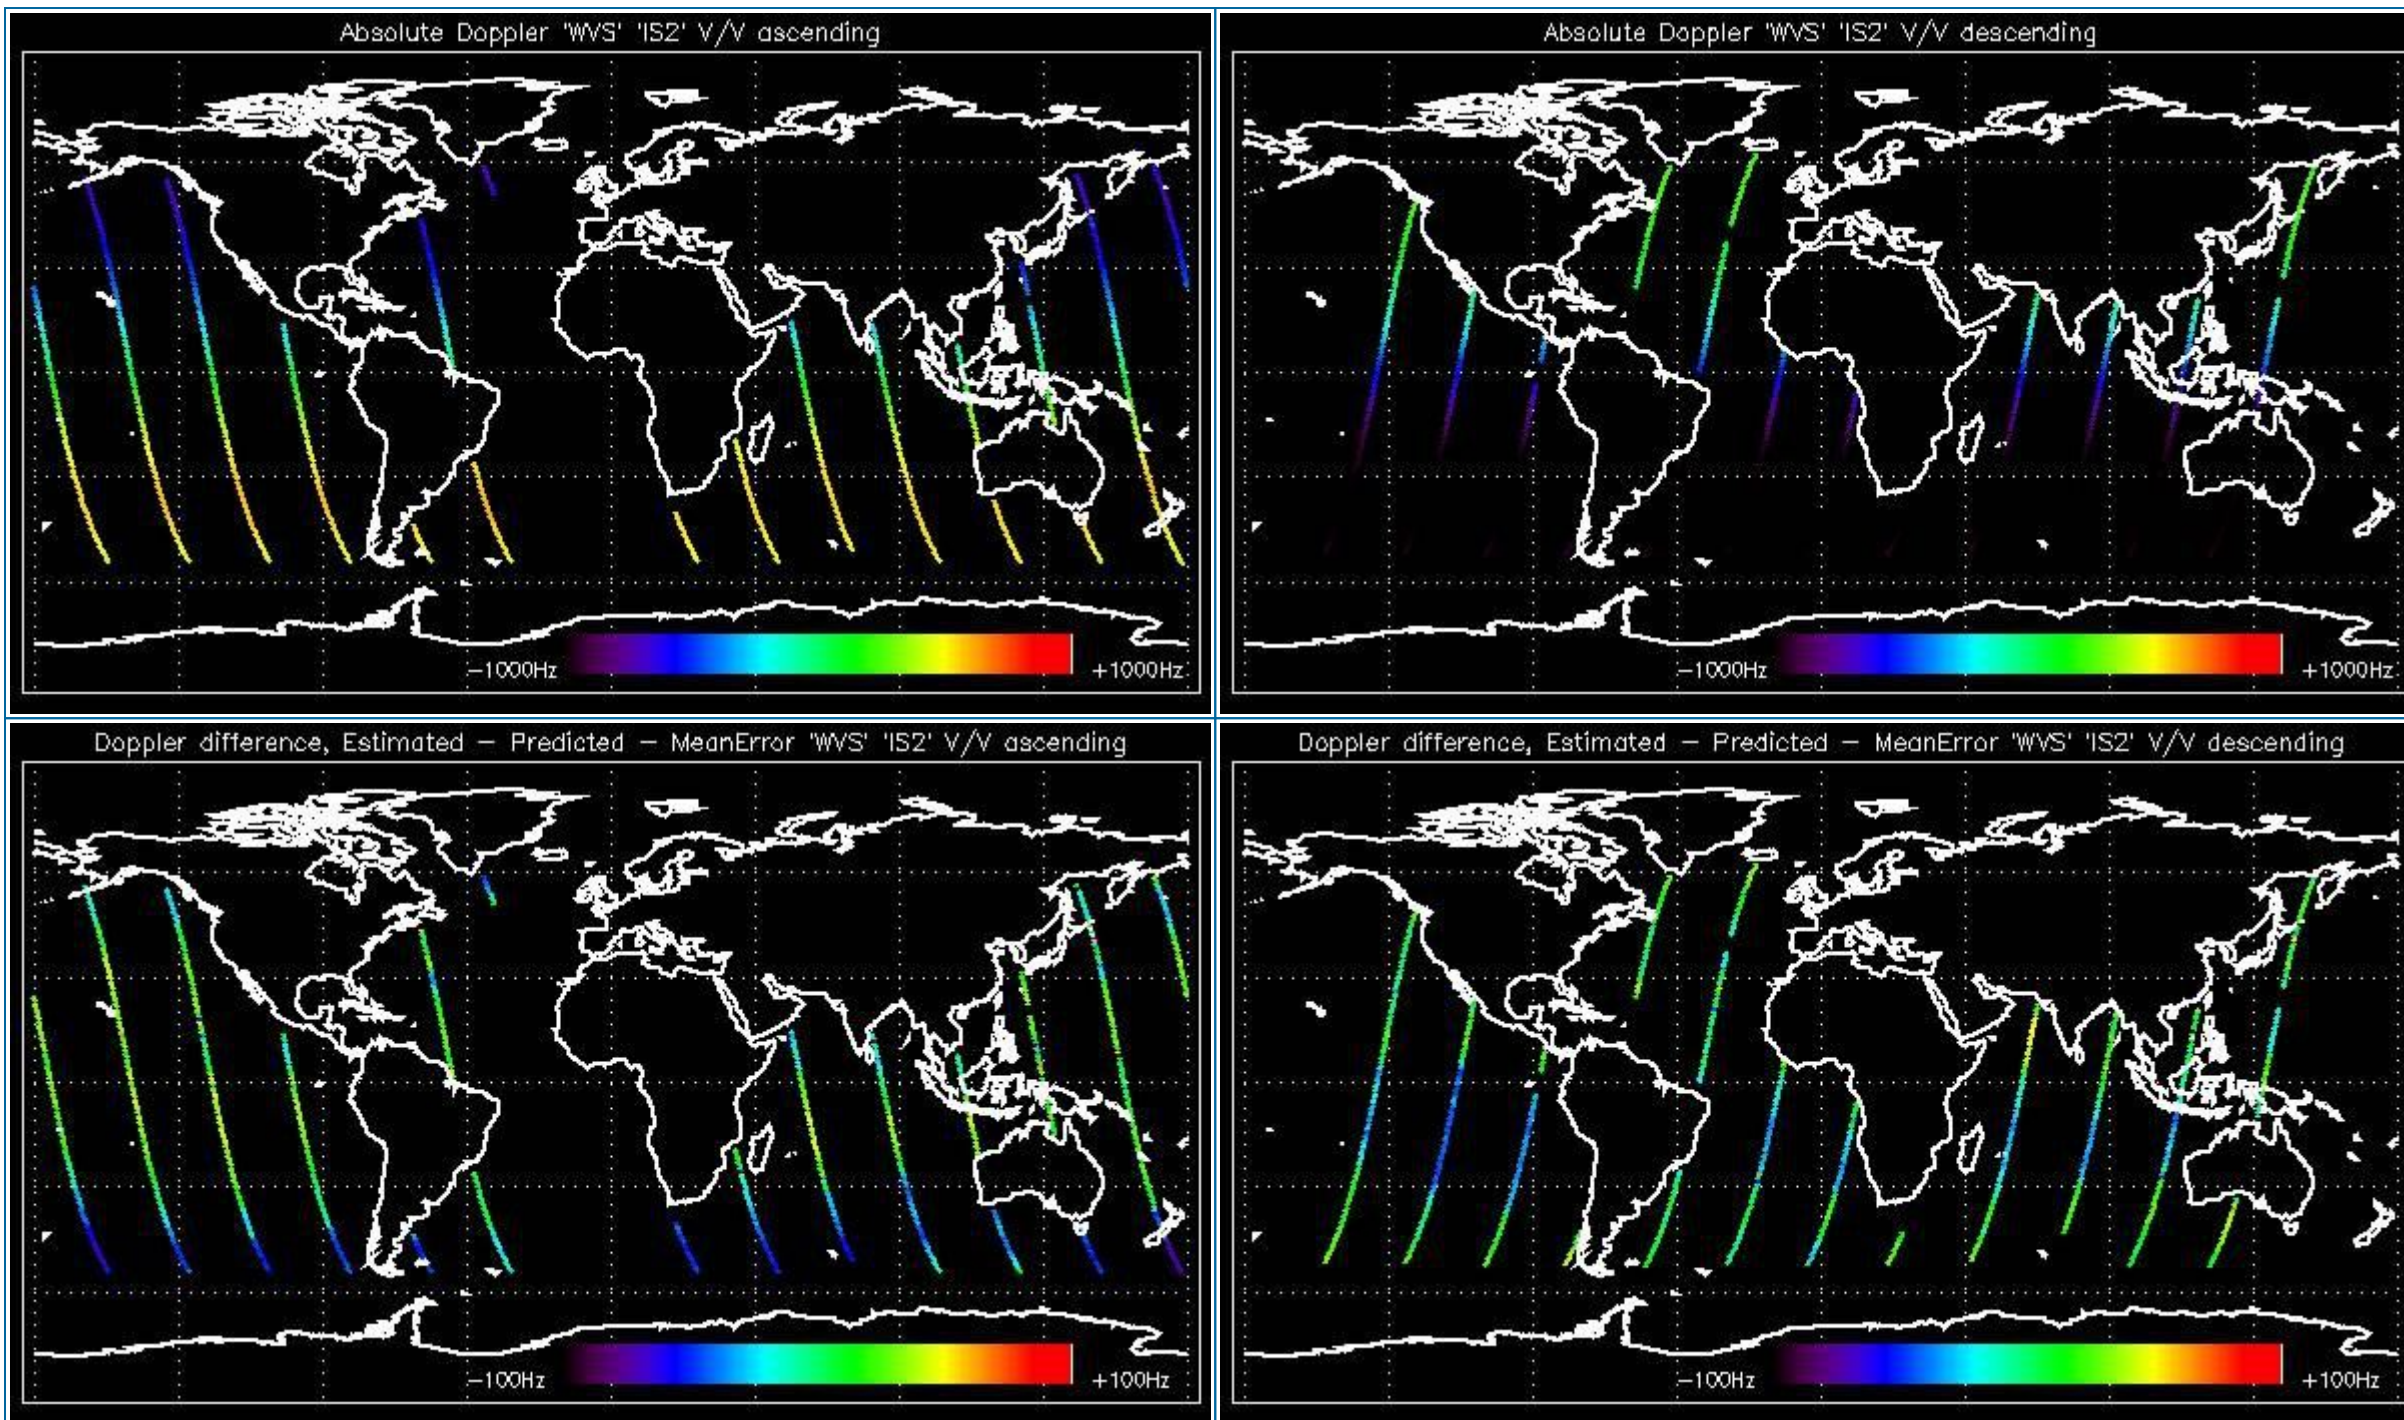 Absolute Doppler 'WVS' 'IS2' V/V ascending
-1000Hz
+1000Hz
Absolute Doppler 'WVS' 'IS2' V/V descending
-1000Hz
+1000Hz
Doppler difference, Estimated - Predicted - MeanError 'WVS' 'IS2' V/V ascending
-100Hz
+100Hz
Doppler difference, Estimated - Predicted - MeanError 'WVS' 'IS2' V/V descending
-100Hz
+100Hz